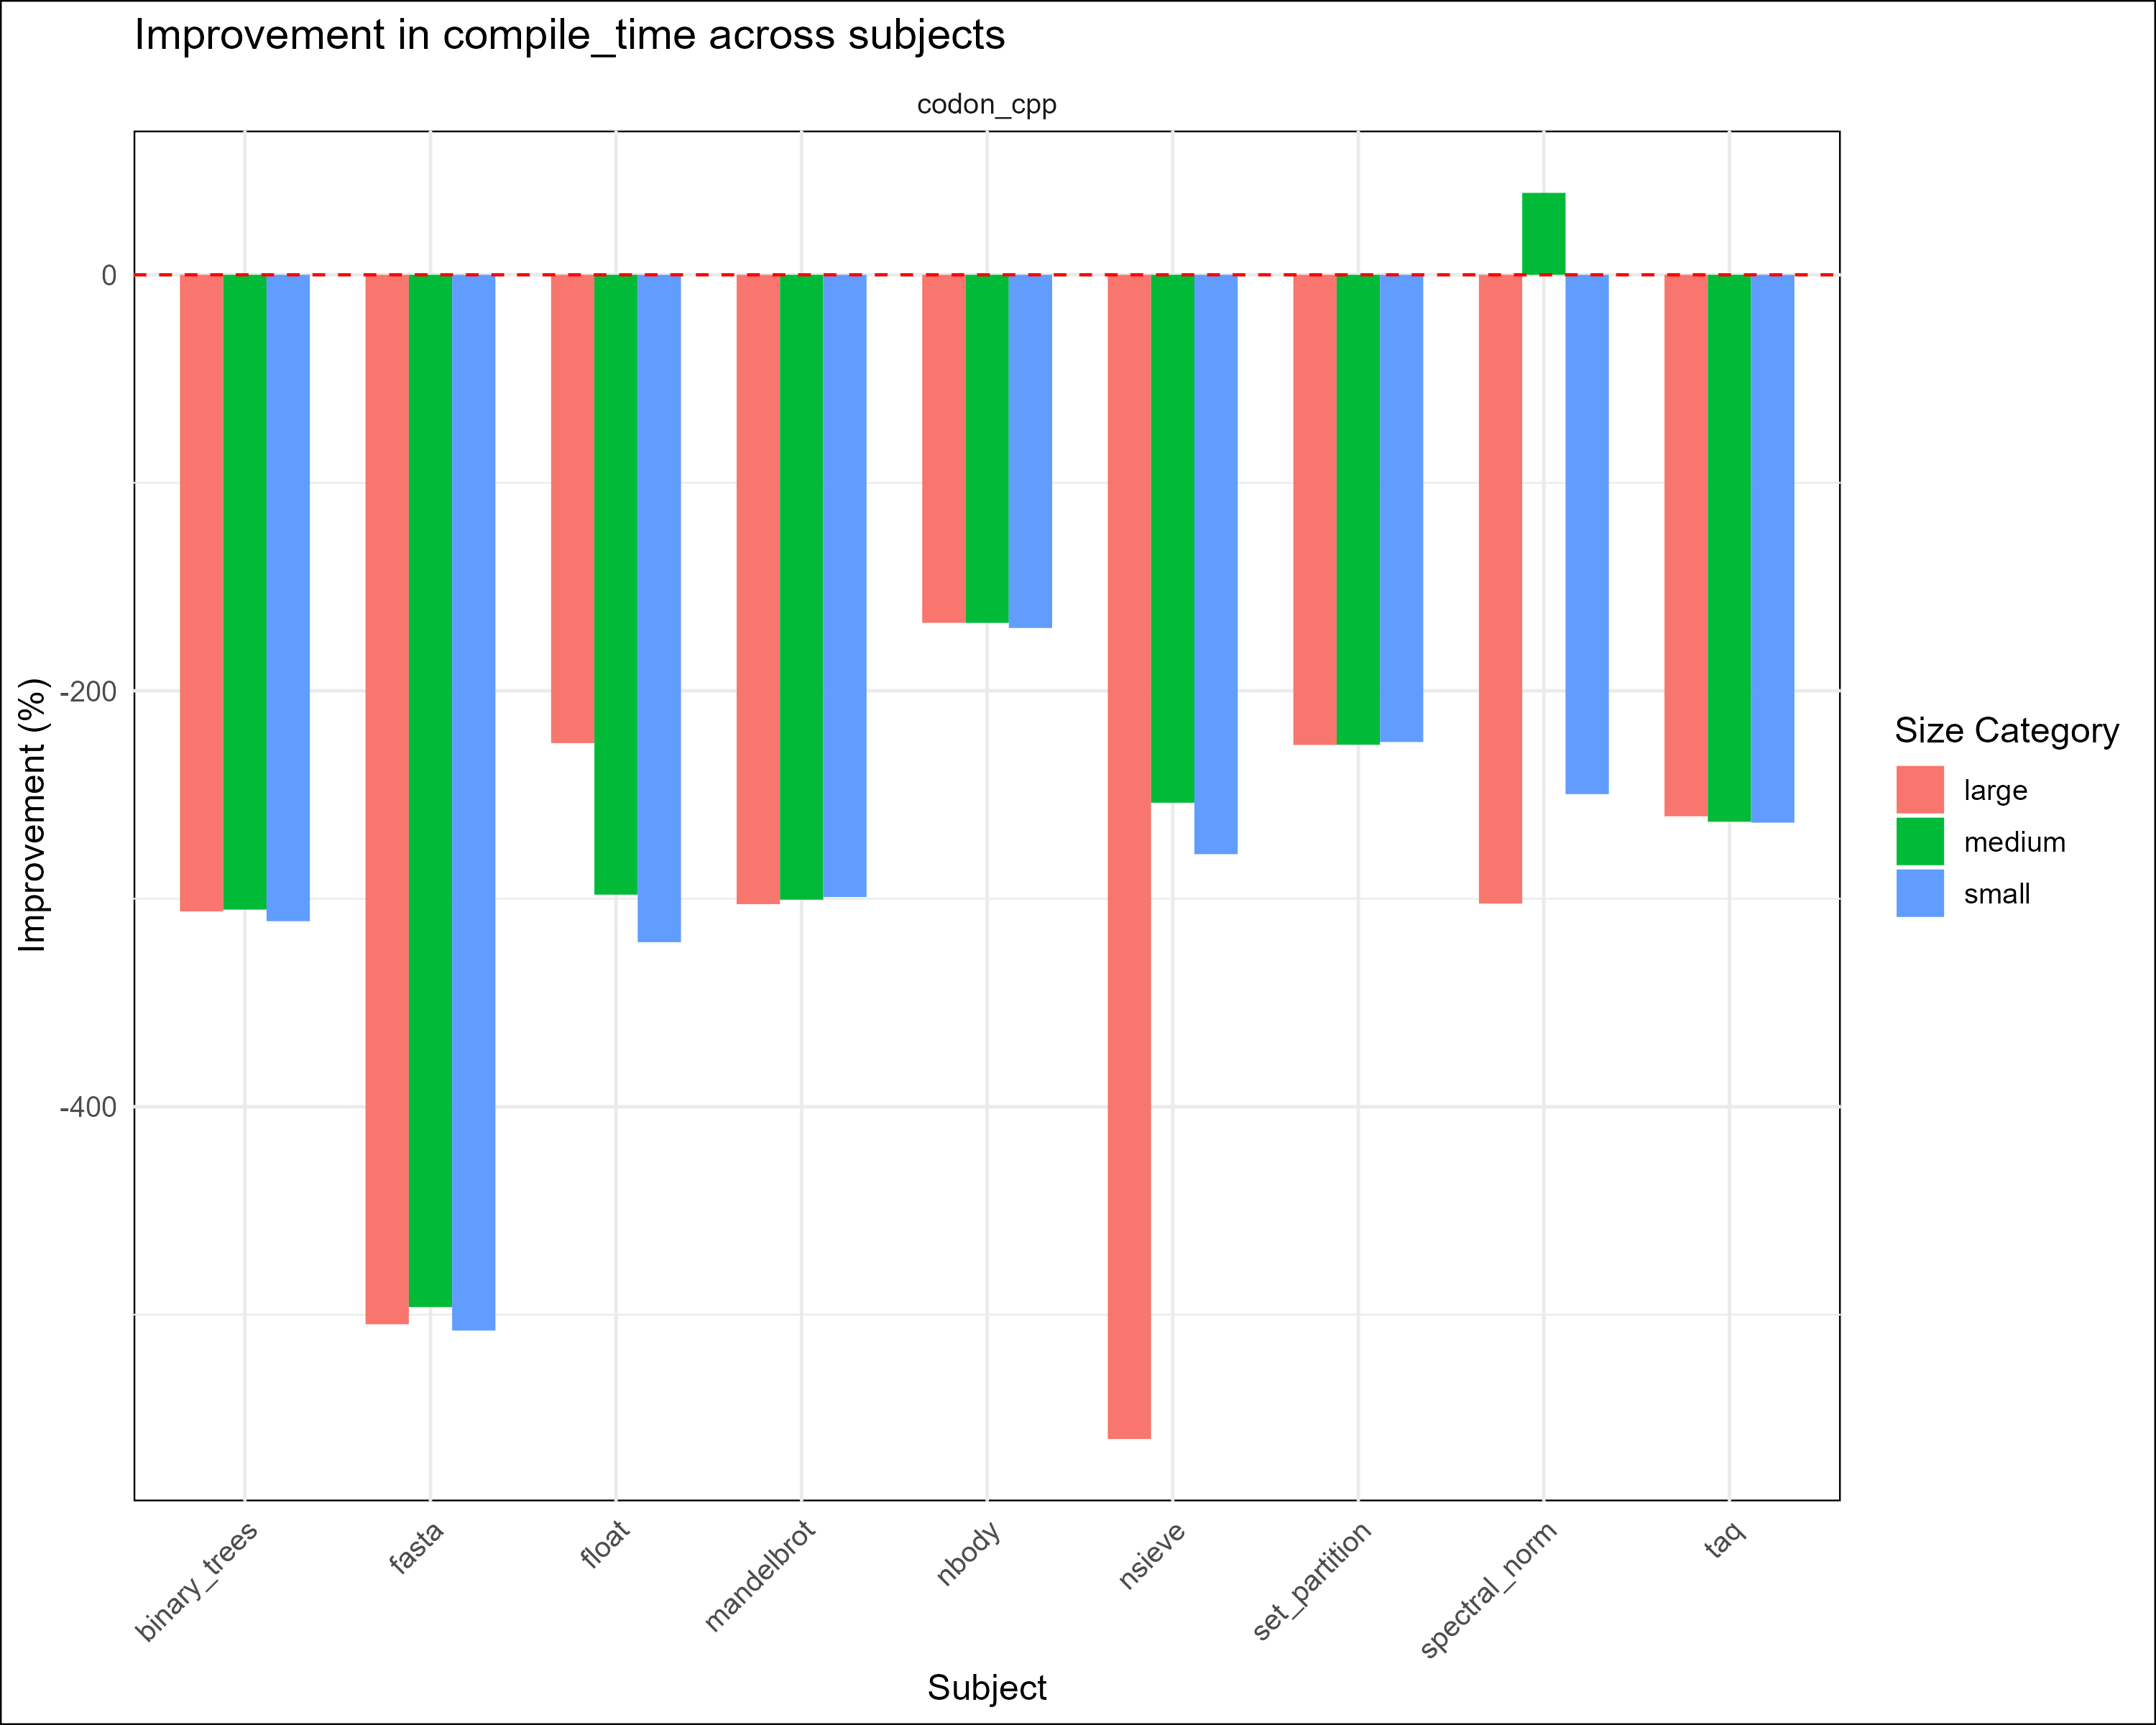 Improvement in compile_time across subjects
codon_cpp
Improvement (%)
0
-200
-400
binary_trees
fasta
float
mandelbrot
nbody
nsieve
set_partition
spectral_norm
taq
Subject
Size Category
large
medium
small